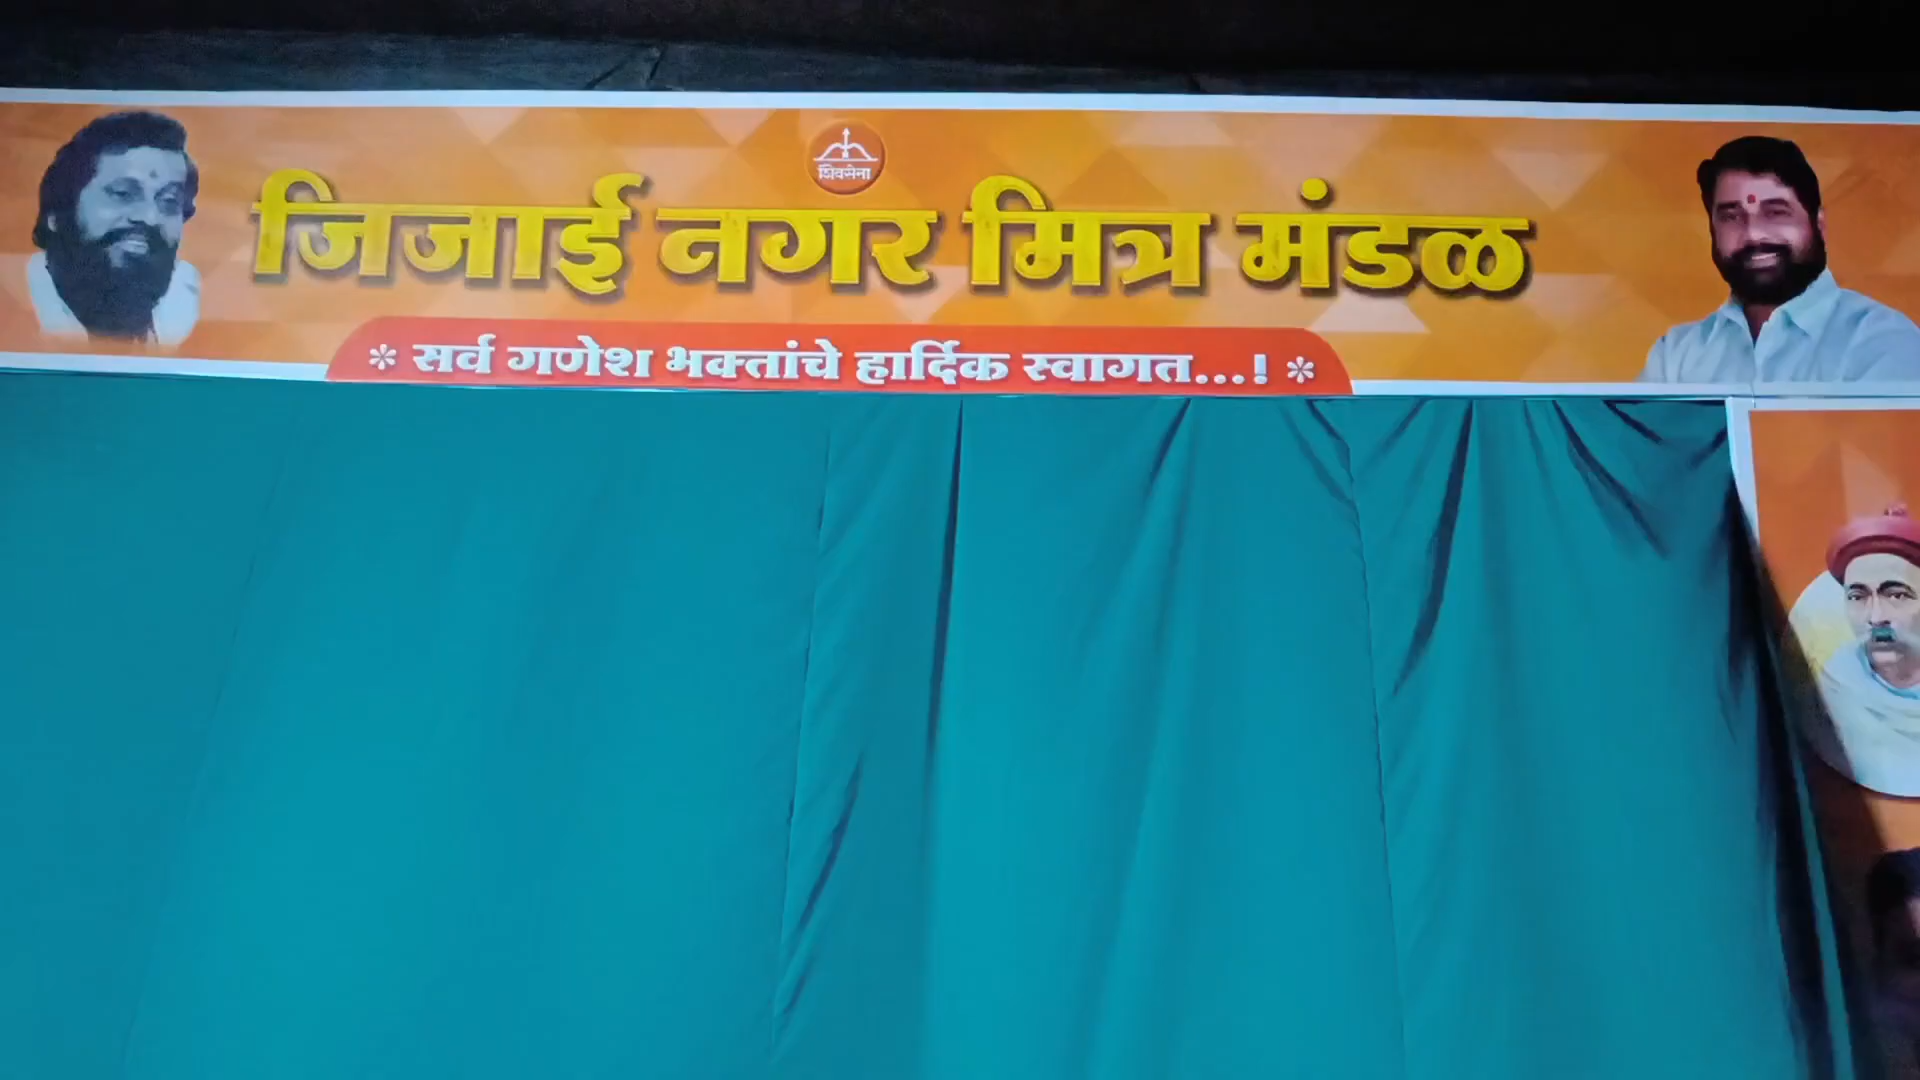 शिवसेना
जिजाई नगर मित्र मंडळ
* सर्व गणेश भक्तांचे हार्दिक स्वागत...! *